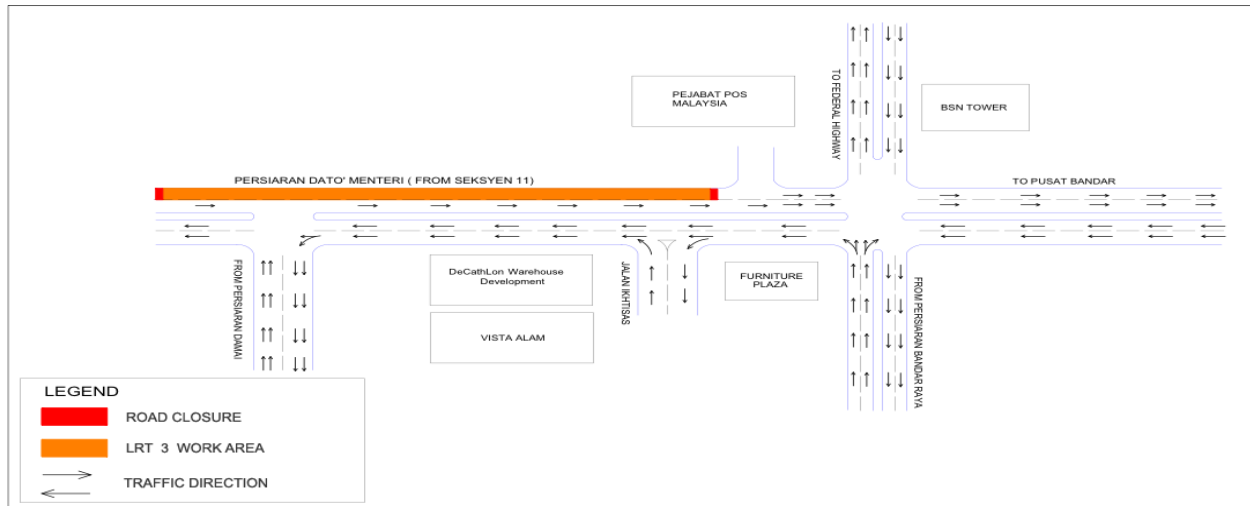 PEJABAT POS
MALAYSIA
TO FEDERAL HIGHWAY
BSN TOWER
PERSIARAN DATO' MENTERI ( FROM SEKSYEN 11)
TO PUSAT BANDAR
FROM PERSIARAN DAMAI
DeCathLon Warehouse
Development
VISTA ALAM
JALAN IKHTISAS
FURNITURE
PLAZA
FROM PERSIARAN BANDAR RAYA
LEGEND
ROAD CLOSURE
LRT 3 WORK AREA
TRAFFIC DIRECTION